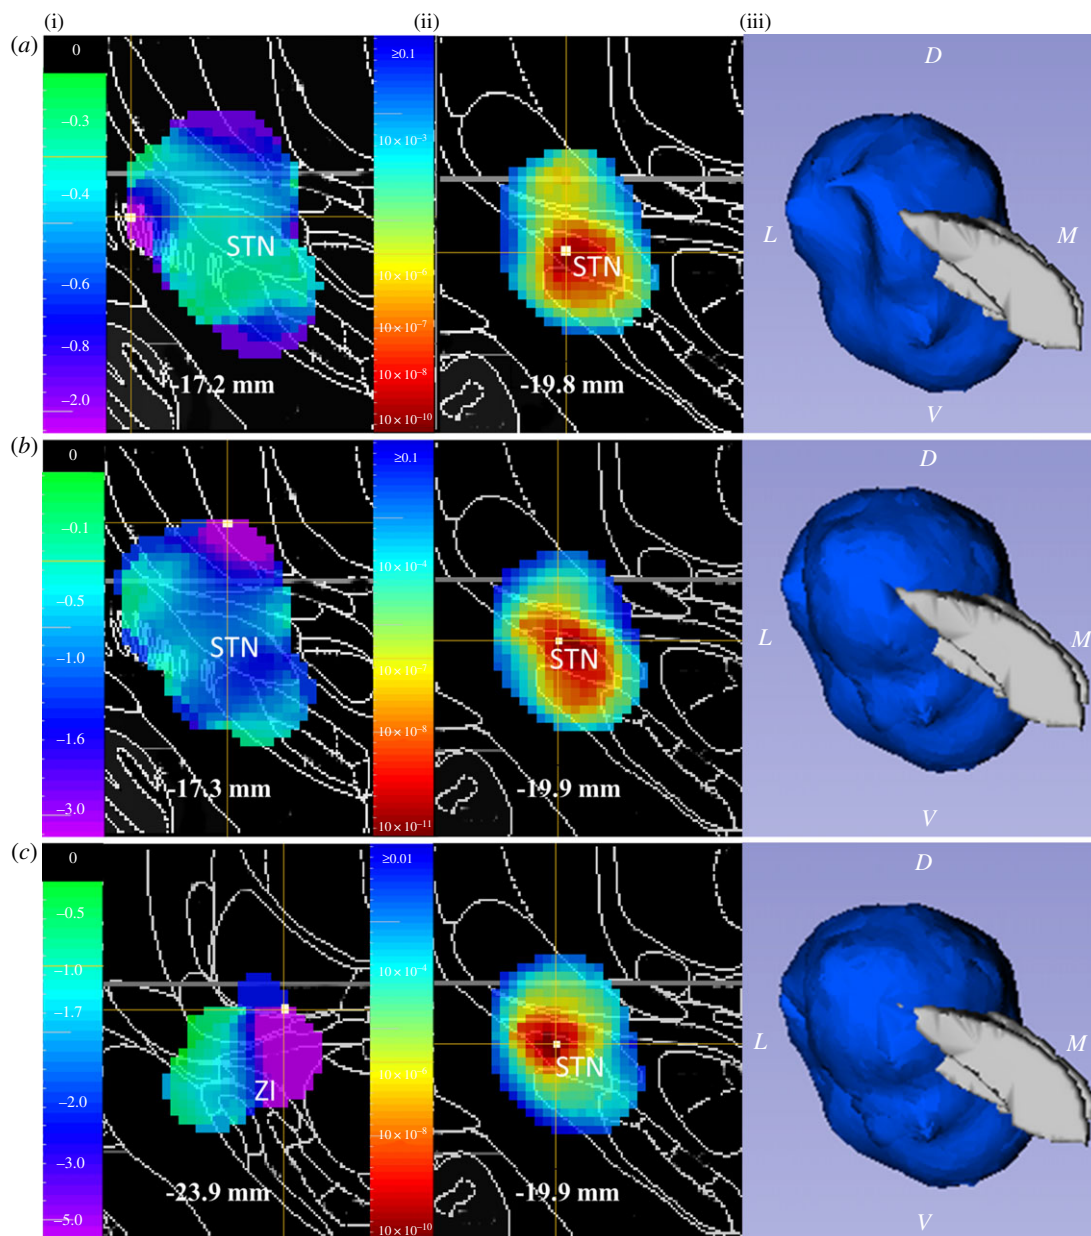 (i) (ii) (iii)
(a)
0
–0.3
–0.4
–0.6
–0.8
–2.0
STN
-17.2 mm
≥0.1
10 × 10⁻³
10 × 10⁻⁶
10 × 10⁻⁷
10 × 10⁻⁸
10 × 10⁻¹⁰
STN
-19.8 mm
D
L M
V
(b)
0
–0.1
–0.5
–1.0
–1.6
–3.0
STN
-17.3 mm
≥0.1
10 × 10⁻⁴
10 × 10⁻⁷
10 × 10⁻⁸
10 × 10⁻¹¹
STN
-19.9 mm
D
L M
V
(c)
0
–0.5
–1.0
–1.7
–2.0
–3.0
–5.0
ZI
-23.9 mm
≥0.01
10 × 10⁻⁴
10 × 10⁻⁶
10 × 10⁻⁸
10 × 10⁻¹⁰
STN
-19.9 mm
D
L M
V